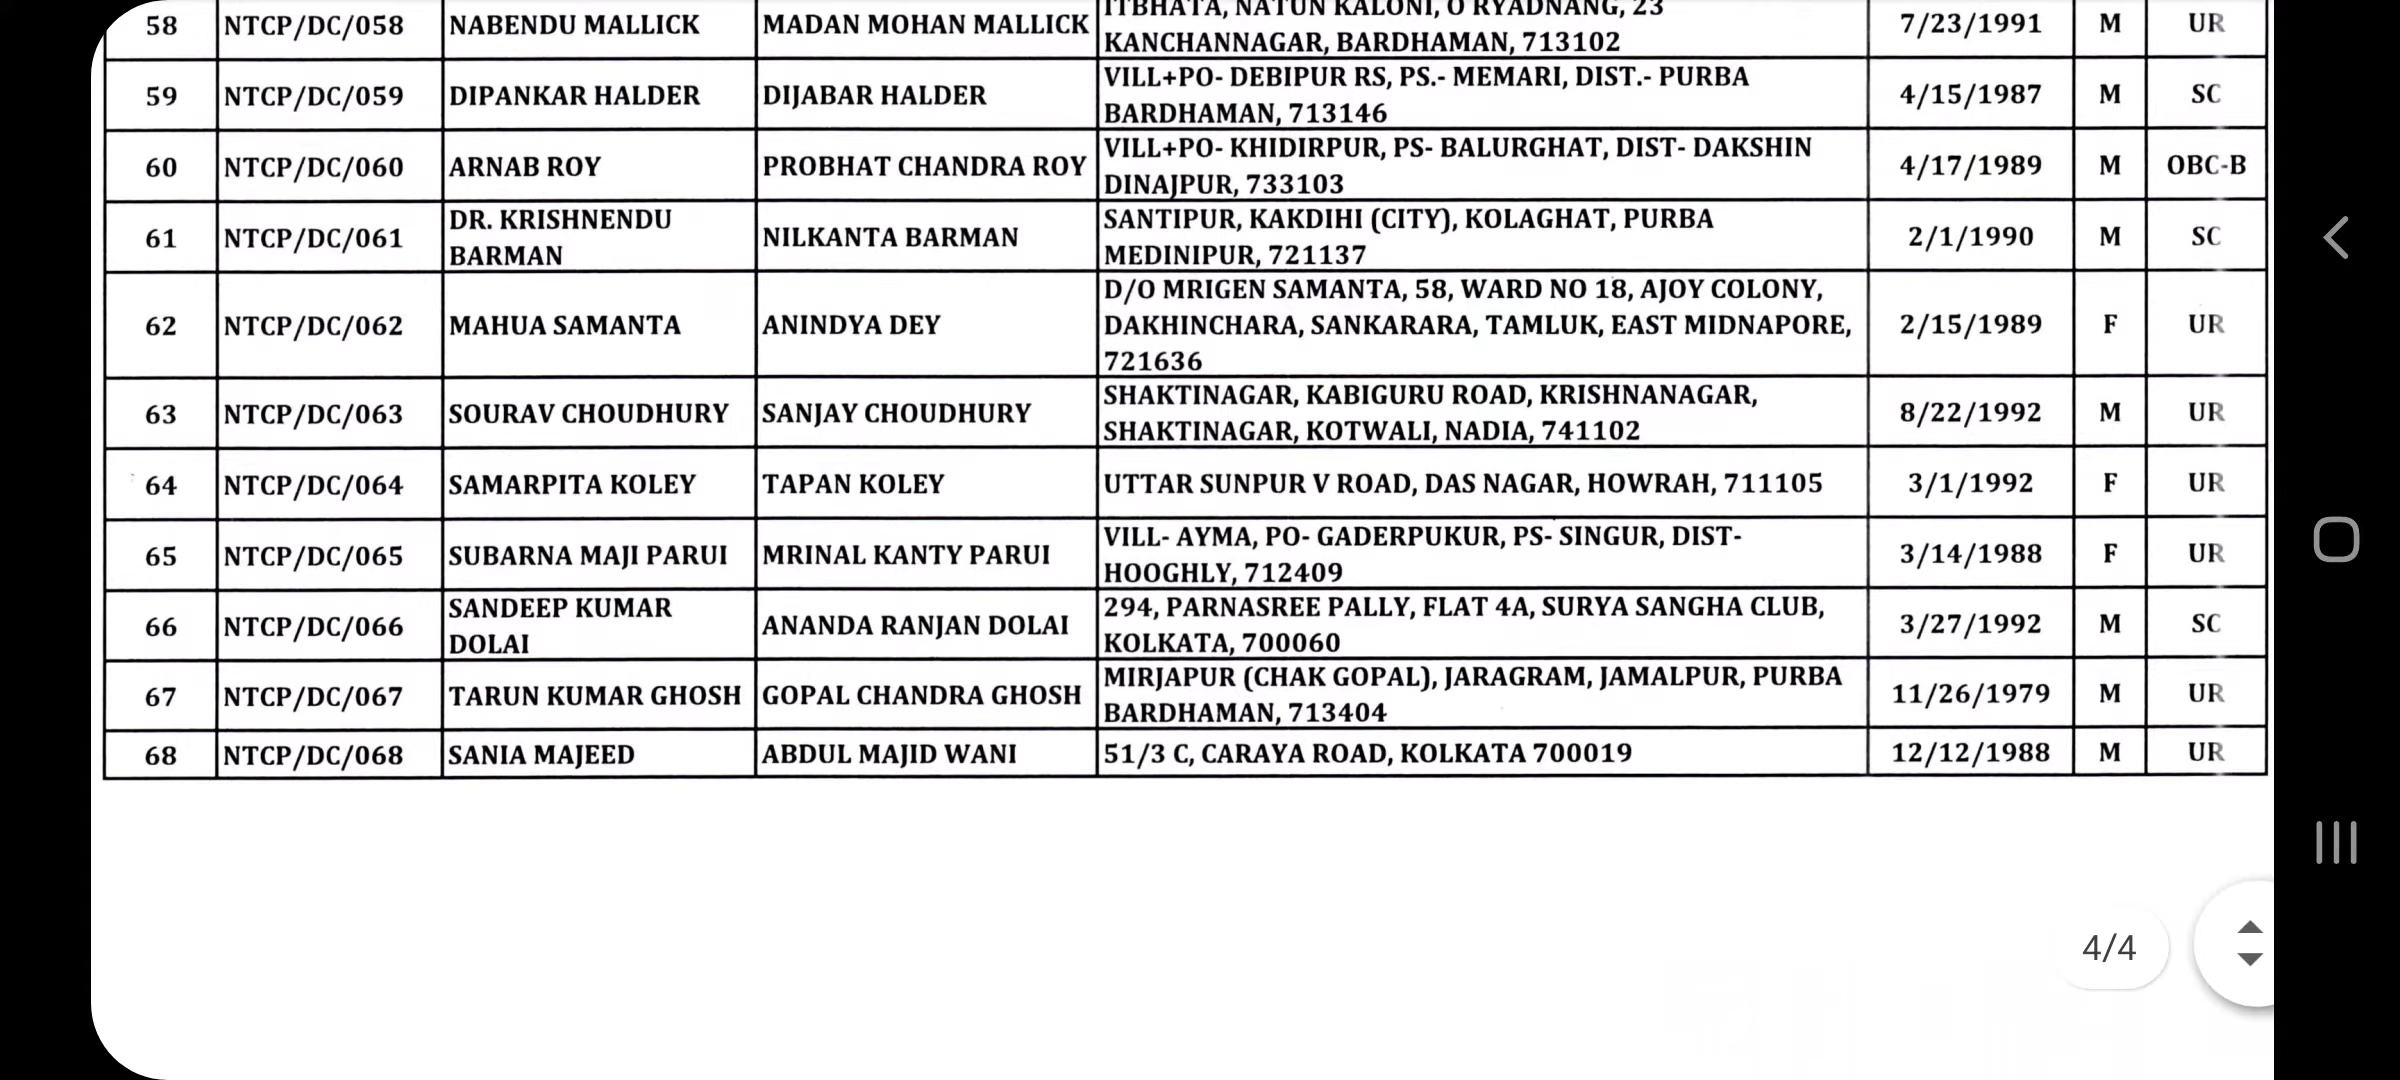 58 NTCP/DC/058 NABENDU MALLICK MADAN MOHAN MALLICK ITBHATA, NATUN KALONI, O RYADNANG, 23
KANCHANNAGAR, BARDHAMAN, 713102 7/23/1991 M UR
59 NTCP/DC/059 DIPANKAR HALDER DIJABAR HALDER VILL+PO- DEBIPUR RS, PS.- MEMARI, DIST.- PURBA
BARDHAMAN, 713146 4/15/1987 M SC
60 NTCP/DC/060 ARNAB ROY PROBHAT CHANDRA ROY VILL+PO- KHIDIRPUR, PS- BALURGHAT, DIST- DAKSHIN
DINAJPUR, 733103 4/17/1989 M OBC-B
61 NTCP/DC/061 DR. KRISHNENDU
BARMAN NILKANTA BARMAN SANTIPUR, KAKDIHI (CITY), KOLAGHAT, PURBA
MEDINIPUR, 721137 2/1/1990 M SC
62 NTCP/DC/062 MAHUA SAMANTA ANINDYA DEY D/O MRIGEN SAMANTA, 58, WARD NO 18, AJOY COLONY,
DAKHINCHARA, SANKARARA, TAMLUK, EAST MIDNAPORE,
721636 2/15/1989 F UR
63 NTCP/DC/063 SOURAV CHOUDHURY SANJAY CHOUDHURY SHAKTINAGAR, KABIGURU ROAD, KRISHNANAGAR,
SHAKTINAGAR, KOTWALI, NADIA, 741102 8/22/1992 M UR
64 NTCP/DC/064 SAMARPITA KOLEY TAPAN KOLEY UTTAR SUNPUR V ROAD, DAS NAGAR, HOWRAH, 711105 3/1/1992 F UR
65 NTCP/DC/065 SUBARNA MAJI PARUI MRINAL KANTY PARUI VILL- AYMA, PO- GADERPUKUR, PS- SINGUR, DIST-
HOOGHLY, 712409 3/14/1988 F UR
66 NTCP/DC/066 SANDEEP KUMAR
DOLAI ANANDA RANJAN DOLAI 294, PARNASREE PALLY, FLAT 4A, SURYA SANGHA CLUB,
KOLKATA, 700060 3/27/1992 M SC
67 NTCP/DC/067 TARUN KUMAR GHOSH GOPAL CHANDRA GHOSH MIRJAPUR (CHAK GOPAL), JARAGRAM, JAMALPUR, PURBA
BARDHAMAN, 713404 11/26/1979 M UR
68 NTCP/DC/068 SANIA MAJEED ABDUL MAJID WANI 51/3 C, CARAYA ROAD, KOLKATA 700019 12/12/1988 M UR
4/4